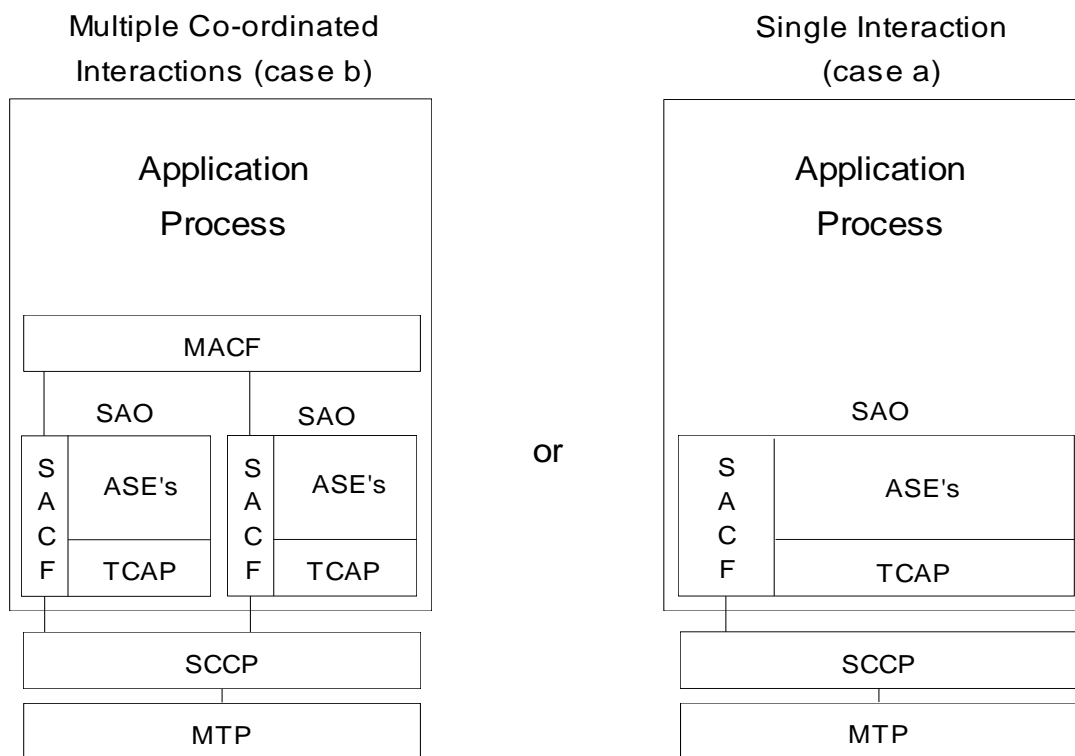 Multiple Co-ordinated
Interactions (case b)
Application
Process
MACF
SAO
SAO
S
A
C
F
ASE's
TCAP
S
A
C
F
ASE's
TCAP
SCCP
MTP
or
Single Interaction
(case a)
Application
Process
SAO
S
A
C
F
ASE's
TCAP
SCCP
MTP